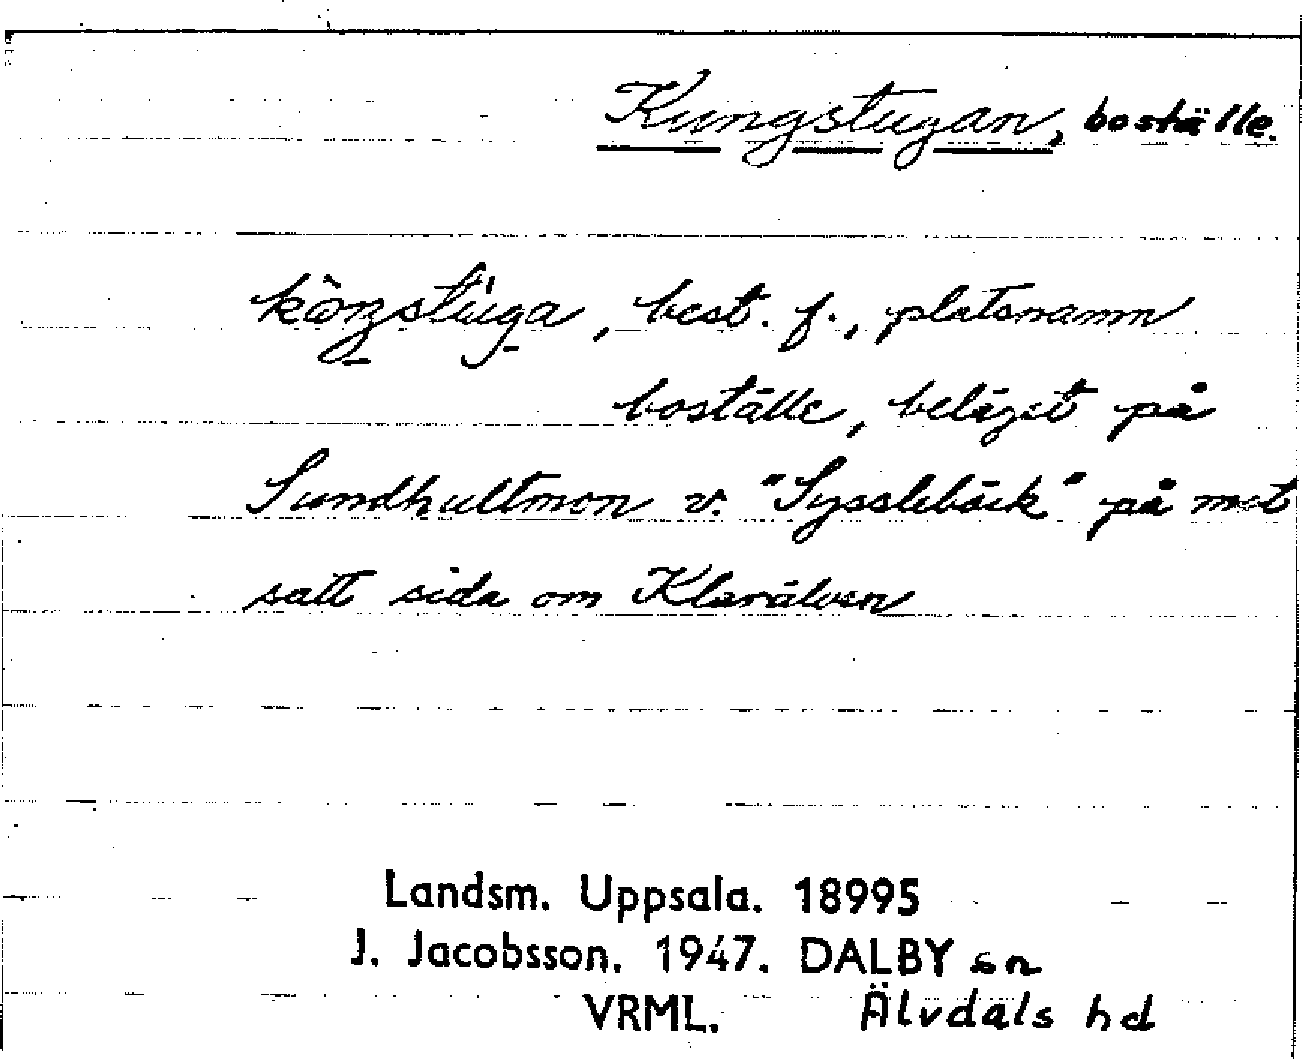 Kungstugan, boställe.
köŋstùga, best. f., platsnamn
boställe, beläget på
Sundhultmon v. "Sysslebäck" på mot
satt sida om Klarälven
Landsm. Uppsala. 18995
J. Jacobsson. 1947. DALBY sn
VRML. Älvdals hd